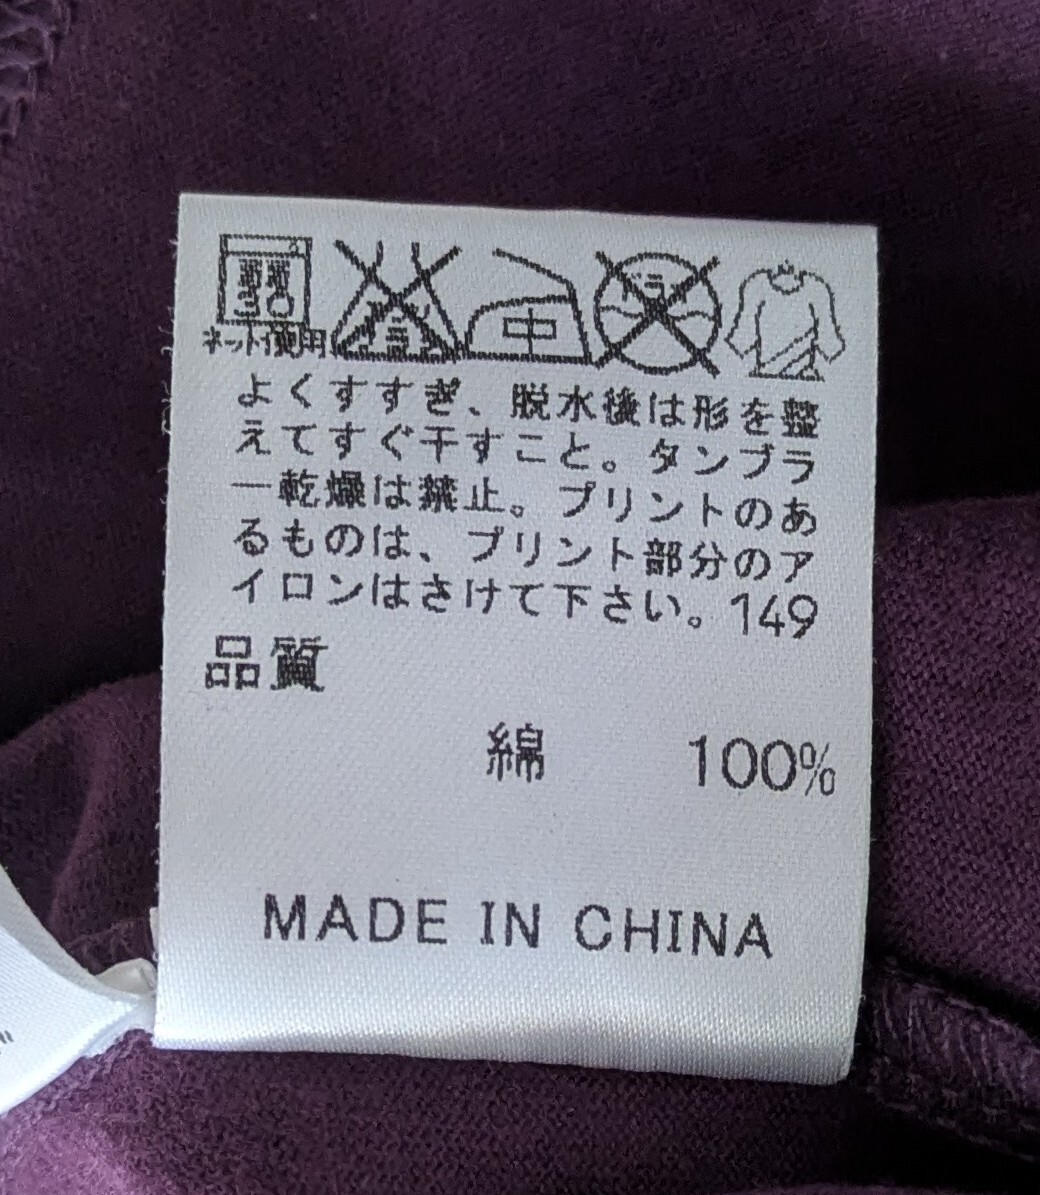 ネット使用
中
よくすすぎ、脱水後は形を整
えてすぐ干すこと。タンブラ
ー乾燥は禁止。プリントのあ
るものは、プリント部分のア
イロンはさけて下さい。149
品質
綿 100%
MADE IN CHINA